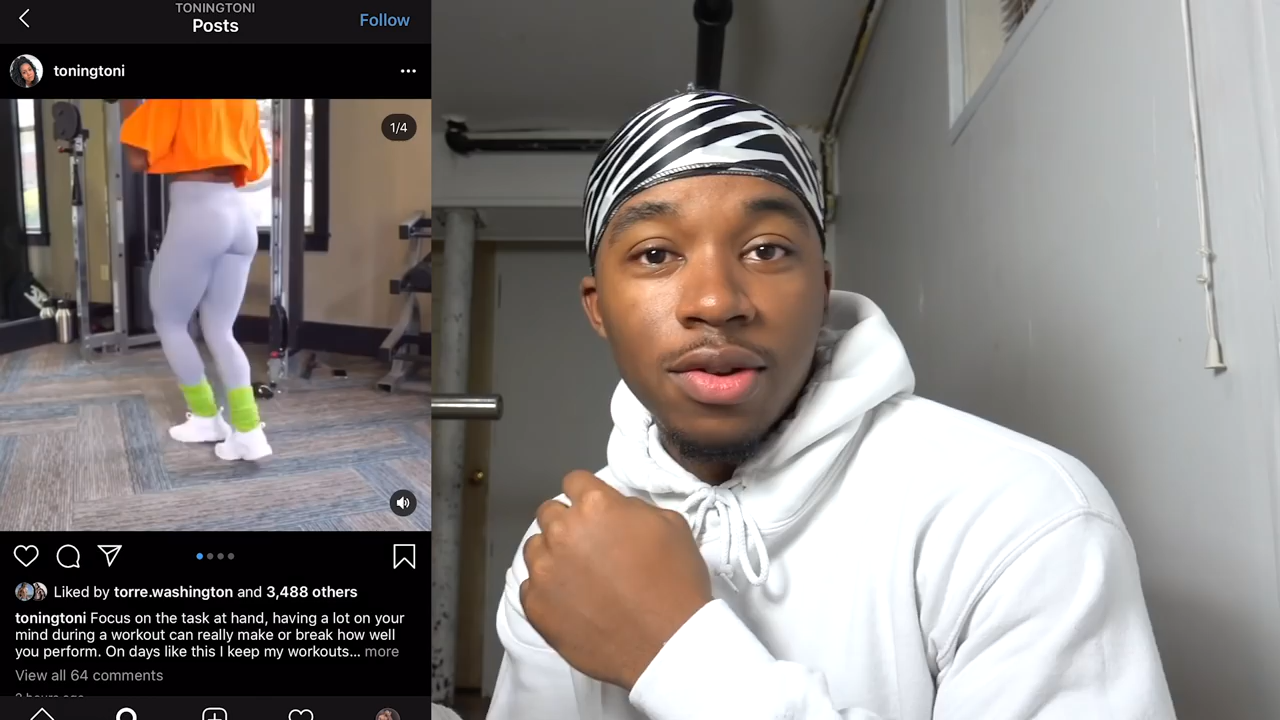 TONINGTONI
Posts
Follow
toningtoni
1/4
Liked by torre.washington and 3,488 others
toningtoni Focus on the task at hand, having a lot on your
mind during a workout can really make or break how well
you perform. On days like this I keep my workouts... more
View all 64 comments